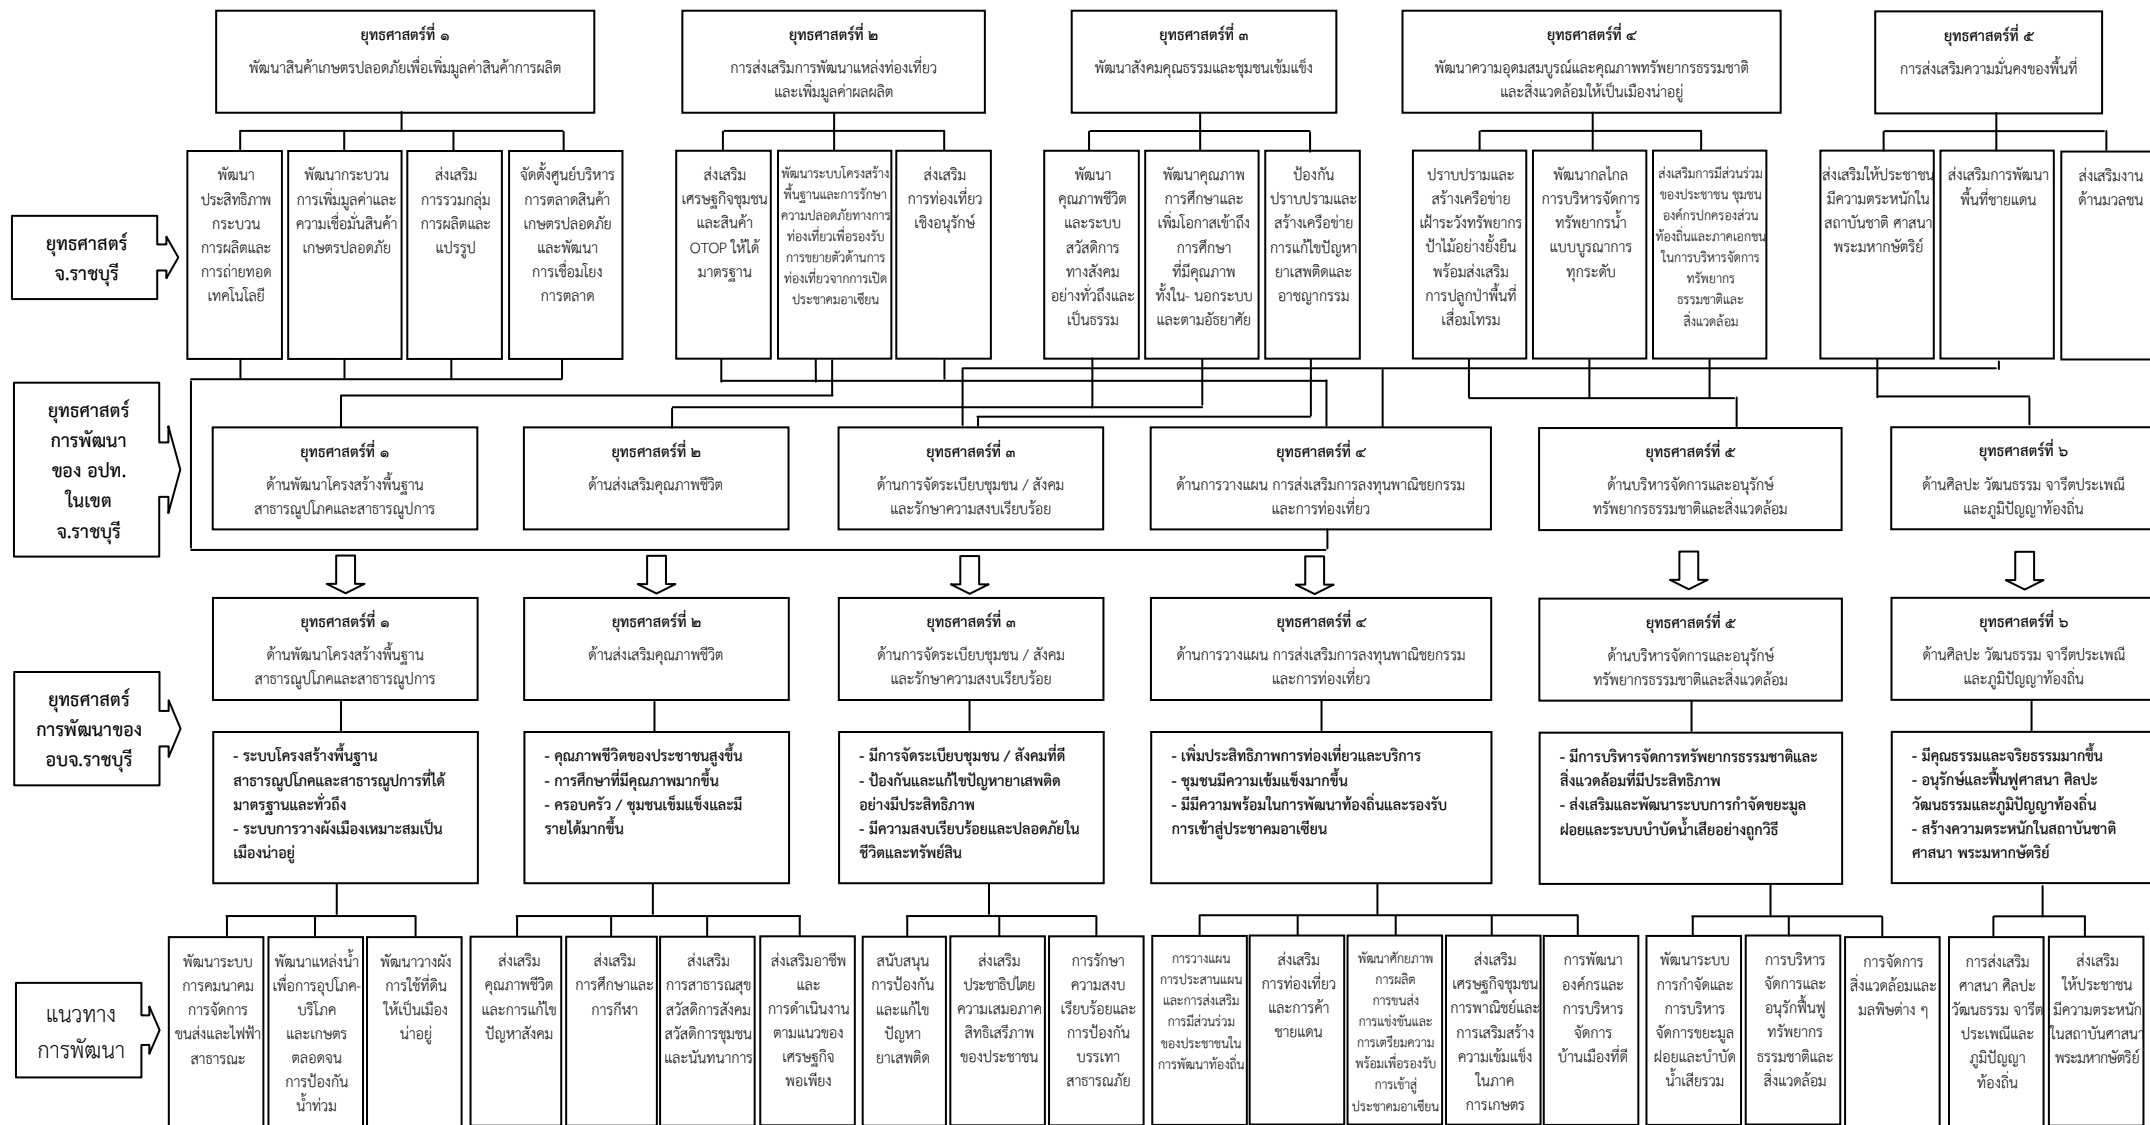 ยุทธศาสตร์ที่ ๑
พัฒนาสินค้าเกษตรปลอดภัยเพื่อเพิ่มมูลค่าสินค้าการผลิต
ยุทธศาสตร์ที่ ๒
การส่งเสริมการพัฒนาแหล่งท่องเที่ยว
และเพิ่มมูลค่าผลผลิต
ยุทธศาสตร์ที่ ๓
พัฒนาสังคมคุณธรรมและชุมชนเข้มแข็ง
ยุทธศาสตร์ที่ ๔
พัฒนาความอุดมสมบูรณ์และคุณภาพทรัพยากรธรรมชาติ
และสิ่งแวดล้อมให้เป็นเมืองน่าอยู่
ยุทธศาสตร์ที่ ๕
การส่งเสริมความมั่นคงของพื้นที่
ยุทธศาสตร์
จ.ราชบุรี
พัฒนา
ประสิทธิภาพ
กระบวน
การผลิตและ
การถ่ายทอด
เทคโนโลยี
พัฒนากระบวน
การเพิ่มมูลค่าและ
ความเชื่อมั่นสินค้า
เกษตรปลอดภัย
ส่งเสริม
การรวมกลุ่ม
การผลิตและ
แปรรูป
จัดตั้งศูนย์บริหาร
การตลาดสินค้า
เกษตรปลอดภัย
และพัฒนา
การเชื่อมโยง
การตลาด
ส่งเสริม
เศรษฐกิจชุมชน
และสินค้า
OTOP ให้ได้
มาตรฐาน
พัฒนาระบบโครงสร้าง
พื้นฐานและการรักษา
ความปลอดภัยทางการ
ท่องเที่ยวเพื่อรองรับ
การขยายตัวด้านการ
ท่องเที่ยวจากการเปิด
ประชาคมอาเซียน
ส่งเสริม
การท่องเที่ยว
เชิงอนุรักษ์
พัฒนา
คุณภาพชีวิต
และระบบ
สวัสดิการ
ทางสังคม
อย่างทั่วถึงและ
เป็นธรรม
พัฒนาคุณภาพ
การศึกษาและ
เพิ่มโอกาสเข้าถึง
การศึกษา
ที่มีคุณภาพ
ทั้งใน- นอกระบบ
และตามอัธยาศัย
ป้องกัน
ปราบปรามและ
สร้างเครือข่าย
การแก้ไขปัญหา
ยาเสพติดและ
อาชญากรรม
ปราบปรามและ
สร้างเครือข่าย
เฝ้าระวังทรัพยากร
ป่าไม้อย่างยั่งยืน
พร้อมส่งเสริม
การปลูกป่าพื้นที่
เสื่อมโทรม
พัฒนากลไกล
การบริหารจัดการ
ทรัพยากรน้ำ
แบบบูรณาการ
ทุกระดับ
ส่งเสริมการมีส่วนร่วม
ของประชาชน ชุมชน
องค์กรปกครองส่วน
ท้องถิ่นและภาคเอกชน
ในการบริหารจัดการ
ทรัพยากร
ธรรมชาติและ
สิ่งแวดล้อม
ส่งเสริมให้ประชาชน
มีความตระหนักใน
สถาบันชาติ ศาสนา
พระมหากษัตริย์
ส่งเสริมการพัฒนา
พื้นที่ชายแดน
ส่งเสริมงาน
ด้านมวลชน
ยุทธศาสตร์
การพัฒนา
ของ อปท.
ในเขต
จ.ราชบุรี
ยุทธศาสตร์ที่ ๑
ด้านพัฒนาโครงสร้างพื้นฐาน
สาธารณูปโภคและสาธารณูปการ
ยุทธศาสตร์ที่ ๒
ด้านส่งเสริมคุณภาพชีวิต
ยุทธศาสตร์ที่ ๓
ด้านการจัดระเบียบชุมชน / สังคม
และรักษาความสงบเรียบร้อย
ยุทธศาสตร์ที่ ๔
ด้านการวางแผน การส่งเสริมการลงทุนพาณิชยกรรม
และการท่องเที่ยว
ยุทธศาสตร์ที่ ๕
ด้านบริหารจัดการและอนุรักษ์
ทรัพยากรธรรมชาติและสิ่งแวดล้อม
ยุทธศาสตร์ที่ ๖
ด้านศิลปะ วัฒนธรรม จารีตประเพณี
และภูมิปัญญาท้องถิ่น
ยุทธศาสตร์
การพัฒนาของ
อบจ.ราชบุรี
ยุทธศาสตร์ที่ ๑
ด้านพัฒนาโครงสร้างพื้นฐาน
สาธารณูปโภคและสาธารณูปการ
ยุทธศาสตร์ที่ ๒
ด้านส่งเสริมคุณภาพชีวิต
ยุทธศาสตร์ที่ ๓
ด้านการจัดระเบียบชุมชน / สังคม
และรักษาความสงบเรียบร้อย
ยุทธศาสตร์ที่ ๔
ด้านการวางแผน การส่งเสริมการลงทุนพาณิชยกรรม
และการท่องเที่ยว
ยุทธศาสตร์ที่ ๕
ด้านบริหารจัดการและอนุรักษ์
ทรัพยากรธรรมชาติและสิ่งแวดล้อม
ยุทธศาสตร์ที่ ๖
ด้านศิลปะ วัฒนธรรม จารีตประเพณี
และภูมิปัญญาท้องถิ่น
- ระบบโครงสร้างพื้นฐาน
สาธารณูปโภคและสาธารณูปการที่ได้
มาตรฐานและทั่วถึง
- ระบบการวางผังเมืองเหมาะสมเป็น
เมืองน่าอยู่
- คุณภาพชีวิตของประชาชนสูงขึ้น
- การศึกษาที่มีคุณภาพมากขึ้น
- ครอบครัว / ชุมชนเข้มแข็งและมี
รายได้มากขึ้น
- มีการจัดระเบียบชุมชน / สังคมที่ดี
- ป้องกันและแก้ไขปัญหายาเสพติด
อย่างมีประสิทธิภาพ
- มีความสงบเรียบร้อยและปลอดภัยใน
ชีวิตและทรัพย์สิน
- เพิ่มประสิทธิภาพการท่องเที่ยวและบริการ
- ชุมชนมีความเข้มแข็งมากขึ้น
- มีมีความพร้อมในการพัฒนาท้องถิ่นและรองรับ
การเข้าสู่ประชาคมอาเซียน
- มีการบริหารจัดการทรัพยากรธรรมชาติและ
สิ่งแวดล้อมที่มีประสิทธิภาพ
- ส่งเสริมและพัฒนาระบบการกำจัดขยะมูล
ฝอยและระบบบำบัดน้ำเสียอย่างถูกวิธี
- มีคุณธรรมและจริยธรรมมากขึ้น
- อนุรักษ์และฟื้นฟูศาสนา ศิลปะ
วัฒนธรรมและภูมิปัญญาท้องถิ่น
- สร้างความตระหนักในสถาบันชาติ
ศาสนา พระมหากษัตริย์
แนวทาง
การพัฒนา
พัฒนาระบบ
การคมนาคม
การจัดการ
ขนส่งและไฟฟ้า
สาธารณะ
พัฒนาแหล่งน้ำ
เพื่อการอุปโภค-
บริโภค
และเกษตร
ตลอดจน
การป้องกัน
น้ำท่วม
พัฒนาวางผัง
การใช้ที่ดิน
ให้เป็นเมือง
น่าอยู่
ส่งเสริม
คุณภาพชีวิต
และการแก้ไข
ปัญหาสังคม
ส่งเสริม
การศึกษาและ
การกีฬา
ส่งเสริม
การสาธารณสุข
สวัสดิการสังคม
สวัสดิการชุมชน
และนันทนาการ
ส่งเสริมอาชีพ
และ
การดำเนินงาน
ตามแนวของ
เศรษฐกิจ
พอเพียง
สนับสนุน
การป้องกัน
และแก้ไข
ปัญหา
ยาเสพติด
ส่งเสริม
ประชาธิปไตย
ความเสมอภาค
สิทธิเสรีภาพ
ของประชาชน
การรักษา
ความสงบ
เรียบร้อยและ
การป้องกัน
บรรเทา
สาธารณภัย
การวางแผน
การประสานแผน
และการส่งเสริม
การมีส่วนร่วม
ของประชาชนใน
การพัฒนาท้องถิ่น
ส่งเสริม
การท่องเที่ยว
และการค้า
ชายแดน
พัฒนาศักยภาพ
การผลิต
การขนส่ง
การแข่งขันและ
การเตรียมความ
พร้อมเพื่อรองรับ
การเข้าสู่
ประชาคมอาเซียน
ส่งเสริม
เศรษฐกิจชุมชน
การพาณิชย์และ
การเสริมสร้าง
ความเข้มแข็ง
ในภาค
การเกษตร
การพัฒนา
องค์กรและ
การบริหาร
จัดการ
บ้านเมืองที่ดี
พัฒนาระบบ
การกำจัดและ
การบริหาร
จัดการขยะมูล
ฝอยและบำบัด
น้ำเสียรวม
การบริหาร
จัดการและ
อนุรักฟื้นฟู
ทรัพยากร
ธรรมชาติและ
สิ่งแวดล้อม
การจัดการ
สิ่งแวดล้อมและ
มลพิษต่าง ๆ
การส่งเสริม
ศาสนา ศิลปะ
วัฒนธรรม จารีต
ประเพณีและ
ภูมิปัญญา
ท้องถิ่น
ส่งเสริม
ให้ประชาชน
มีความตระหนัก
ในสถาบันศาสนา
พระมหากษัตริย์